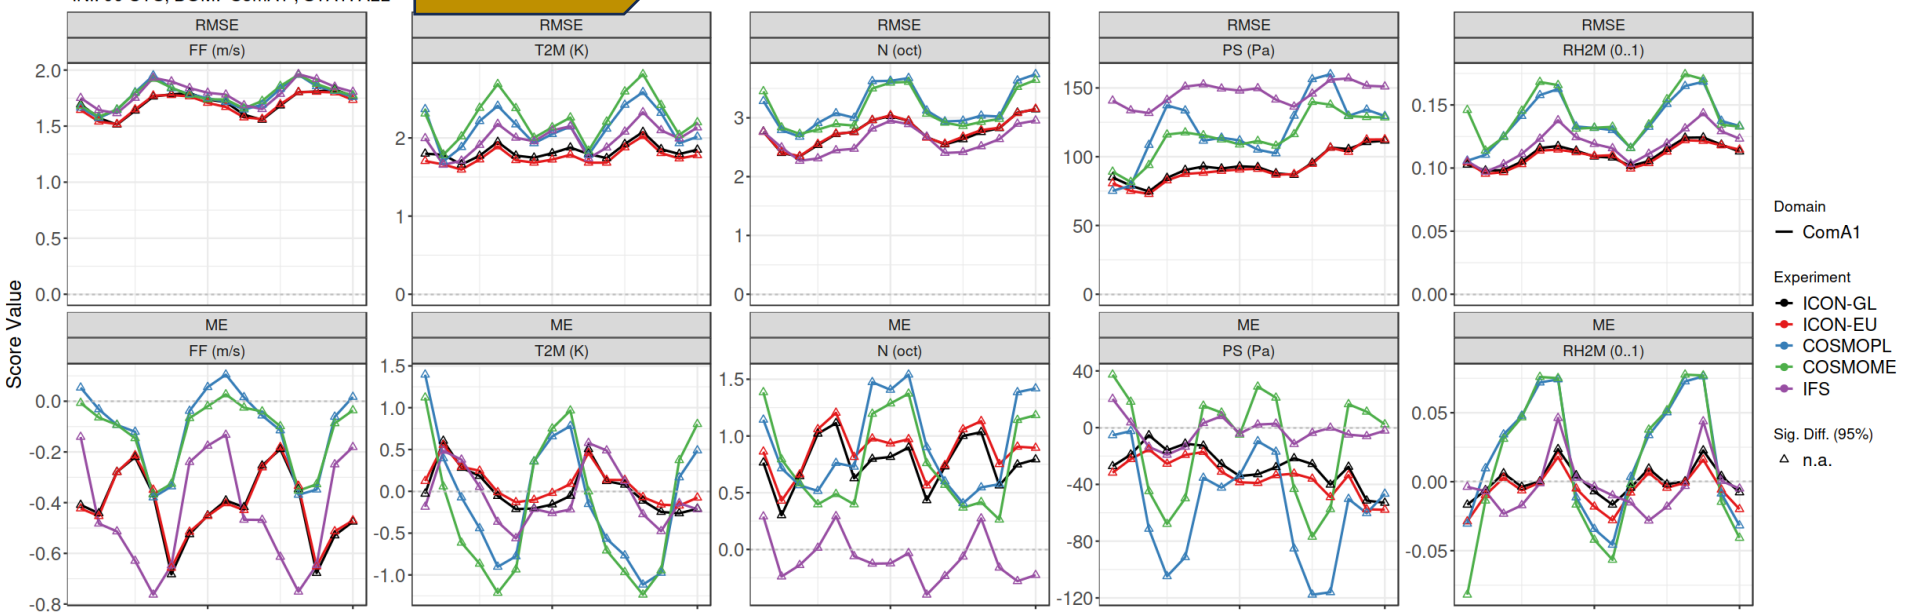 RMSE RMSE RMSE RMSE RMSE
FF (m/s) T2M (K) N (oct) PS (Pa) RH2M (0..1)
2.0
1.5
1.0
0.5
0.0
2
1
0
3
2
1
0
150
100
50
0
0.15
0.10
0.05
0.00
Score Value
ME ME ME ME ME
FF (m/s) T2M (K) N (oct) PS (Pa) RH2M (0..1)
0.0
-0.2
-0.4
-0.6
-0.8
1.5
1.0
0.5
0.0
-0.5
-1.0
1.5
1.0
0.5
0.0
40
0
-40
-80
-120
0.05
0.00
-0.05
Domain
ComA1
Experiment
ICON-GL
ICON-EU
COSMOPL
COSMOME
IFS
Sig. Diff. (95%)
n.a.